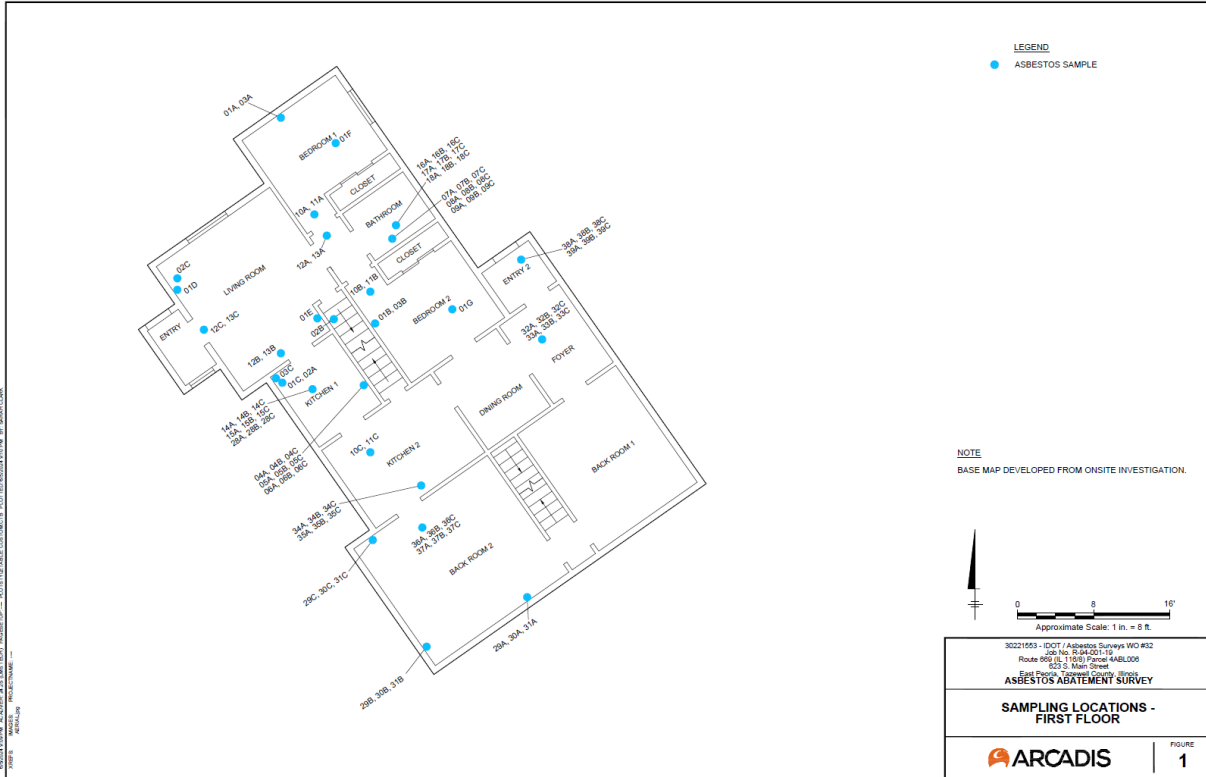 LEGEND
ASBESTOS SAMPLE
01A, 03A
BEDROOM 1
01F
16A, 16B, 16C
17A, 17B, 17C
18A, 18B, 18C
CLOSET
07A, 07B, 07C
08A, 08B, 08C
09A, 09B, 09C
10A, 11A
BATHROOM
12A, 13A
CLOSET
38A, 38B, 38C
39A, 39B, 39C
ENTRY 2
02C
01D
LIVING ROOM
10B, 11B
01B, 03B
BEDROOM 2
01G
01E
02B
ENTRY
12C, 13C
32A, 32B, 32C
33A, 33B, 33C
FOYER
12B, 13B
03C
01C, 02A
KITCHEN 1
14A, 14B, 14C
15A, 15B, 15C
28A, 28B, 28C
DINING ROOM
04A, 04B, 04C
05A, 05B, 05C
06A, 06B, 06C
10C, 11C
KITCHEN 2
BACK ROOM 1
34A, 34B, 34C
35A, 35B, 35C
36A, 36B, 36C
37A, 37B, 37C
BACK ROOM 2
29C, 30C, 31C
29A, 30A, 31A
29B, 30B, 31B
NOTE
BASE MAP DEVELOPED FROM ONSITE INVESTIGATION.
0 8 16'
Approximate Scale: 1 in. = 8 ft.
30221553 - IDOT / Asbestos Surveys WO #32
Job No. R-94-001-19
Route 669 (IL 116/8) Parcel 4ABL006
623 S. Main Street
East Peoria, Tazewell County, Illinois
ASBESTOS ABATEMENT SURVEY
SAMPLING LOCATIONS -
FIRST FLOOR
ARCADIS
FIGURE
1
XREFS:
IMAGES:
AERIAL.jpg
PROJECTNAME: ---